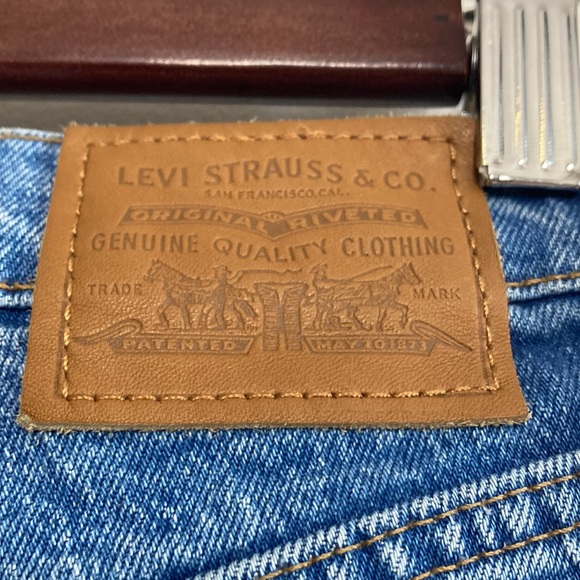 LEVI STRAUSS & CO.
SAN FRANCISCO, CAL.
ORIGINAL RIVETED
GENUINE QUALITY CLOTHING
TRADE MARK
PATENTED MAY 20 1873